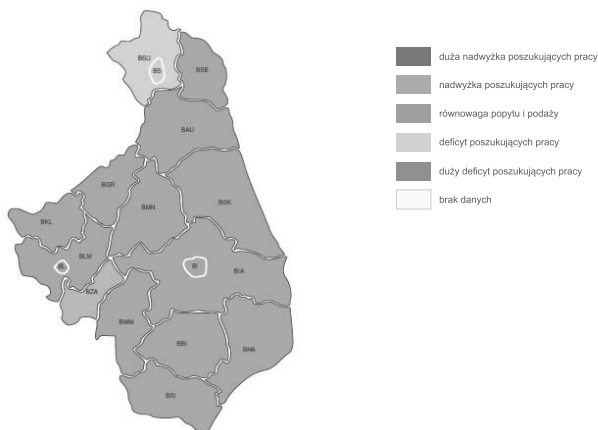 BSU
BS
BSE
BAU
BGR
BMN
BSK
BKL
BLM
BŁ
BI
BIA
BZA
BWM
BBI
BHA
BSI
duża nadwyżka poszukujących pracy
nadwyżka poszukujących pracy
równowaga popytu i podaży
deficyt poszukujących pracy
duży deficyt poszukujących pracy
brak danych